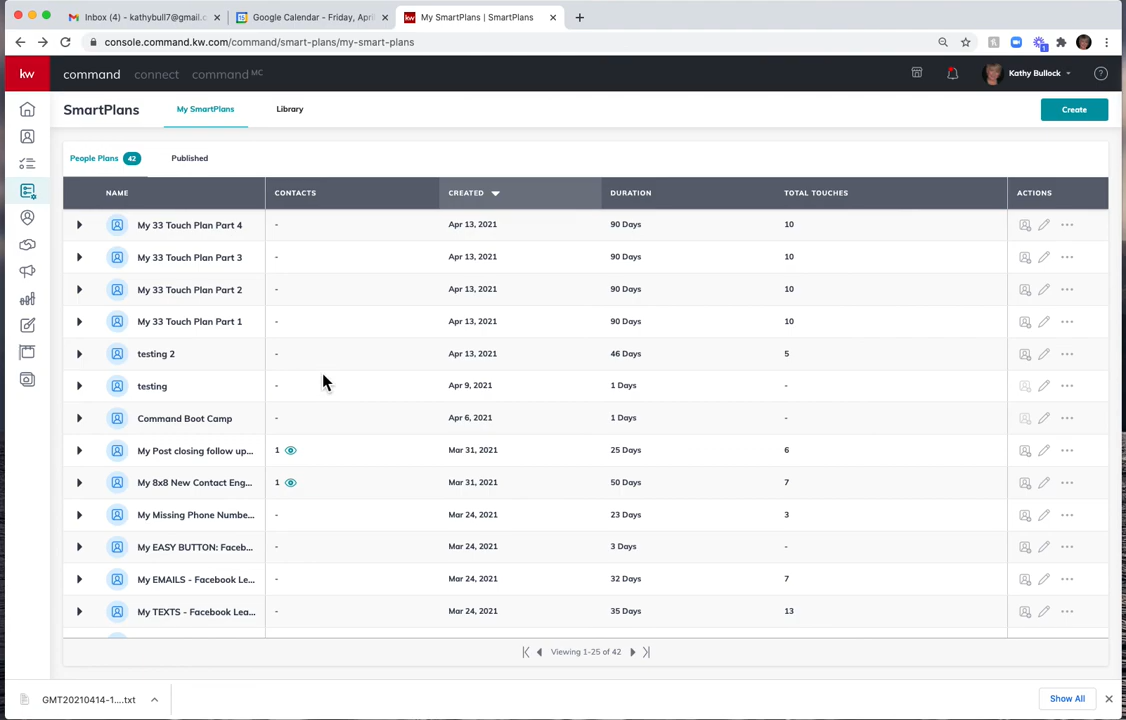 Inbox (4) - kathybull7@gmail.c
Google Calendar - Friday, Apri
My SmartPlans | SmartPlans
console.command.kw.com/command/smart-plans/my-smart-plans
kw
command
connect
command MC
Kathy Bullock
SmartPlans
My SmartPlans
Library
Create
People Plans 42
Published
NAME CONTACTS CREATED DURATION TOTAL TOUCHES ACTIONS
My 33 Touch Plan Part 4 - Apr 13, 2021 90 Days 10
My 33 Touch Plan Part 3 - Apr 13, 2021 90 Days 10
My 33 Touch Plan Part 2 - Apr 13, 2021 90 Days 10
My 33 Touch Plan Part 1 - Apr 13, 2021 90 Days 10
testing 2 - Apr 13, 2021 46 Days 5
testing - Apr 9, 2021 1 Days -
Command Boot Camp - Apr 6, 2021 1 Days -
My Post closing follow up... 1 Mar 31, 2021 25 Days 6
My 8x8 New Contact Eng... 1 Mar 31, 2021 50 Days 7
My Missing Phone Numbe... - Mar 24, 2021 23 Days 3
My EASY BUTTON: Faceb... - Mar 24, 2021 3 Days -
My EMAILS - Facebook Le... - Mar 24, 2021 32 Days 7
My TEXTS - Facebook Lea... - Mar 24, 2021 35 Days 13
Viewing 1-25 of 42
GMT20210414-1....txt
Show All